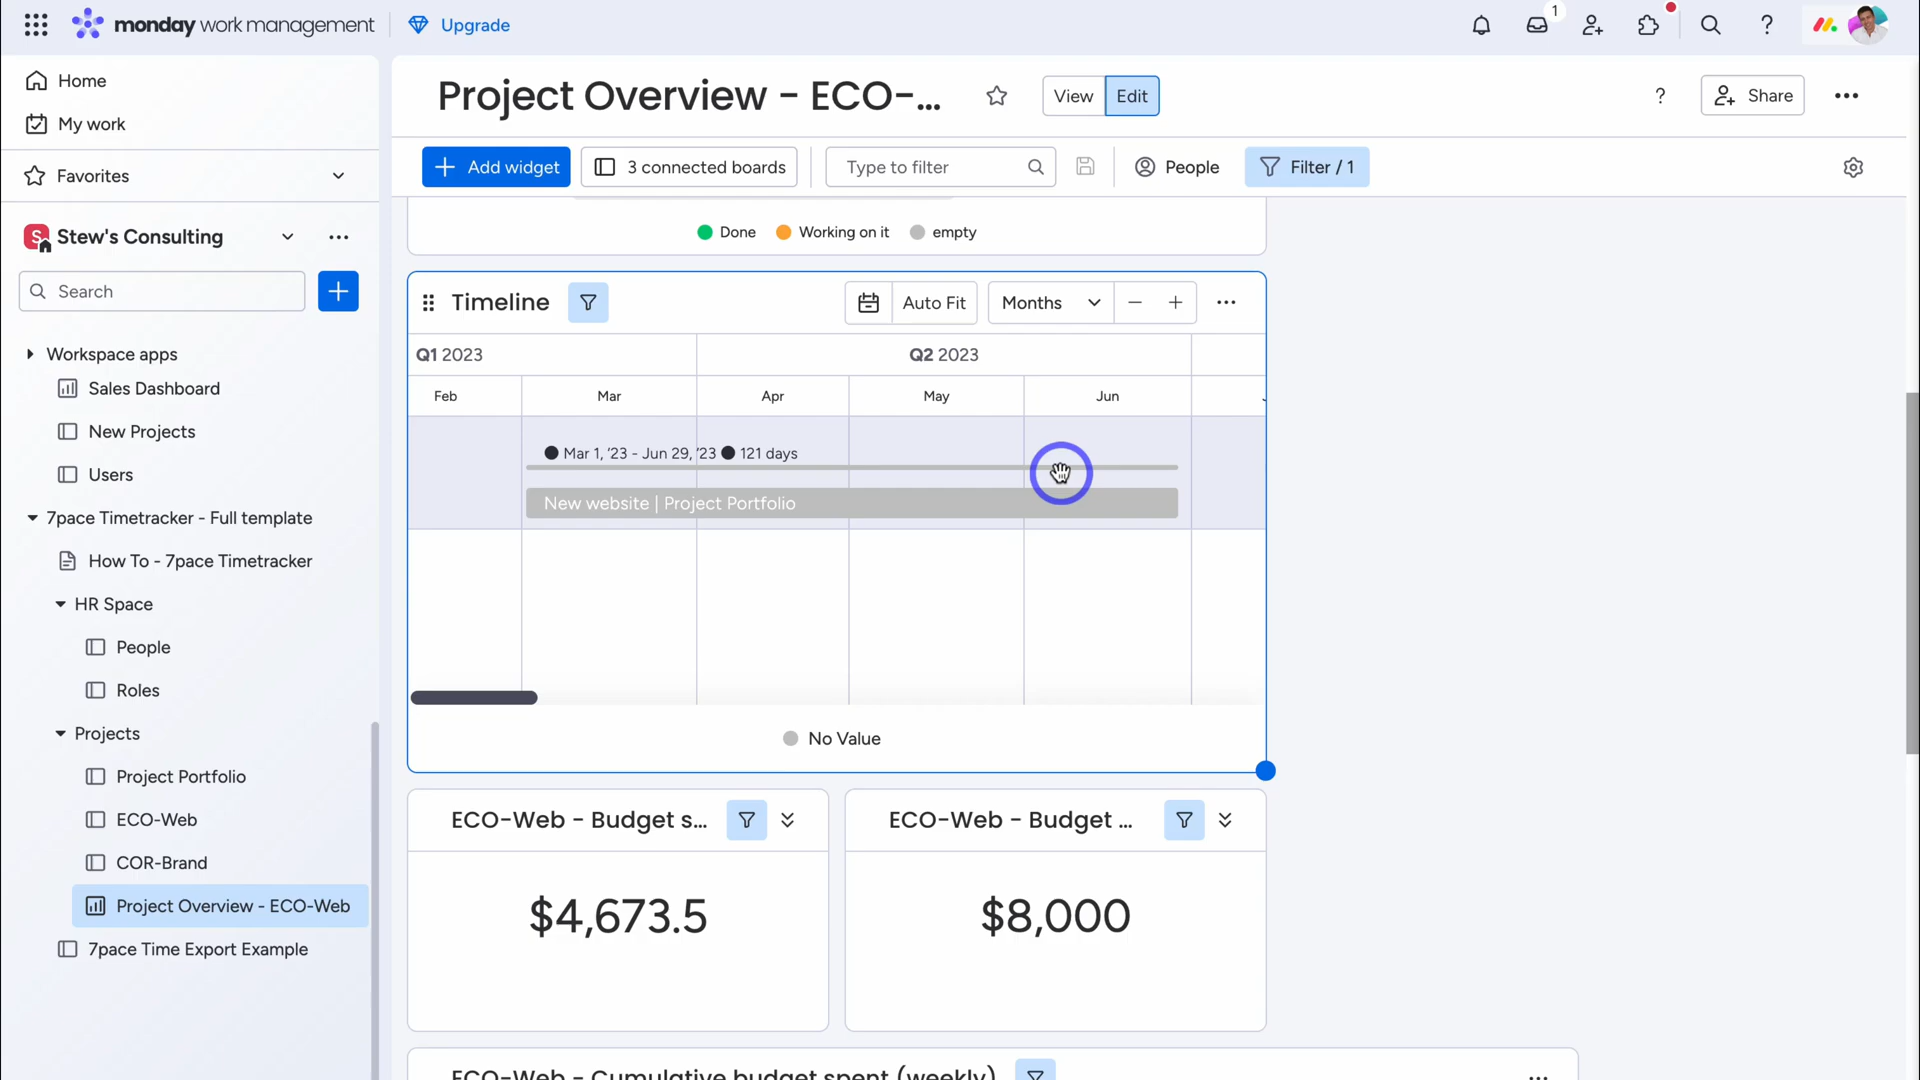 monday work management
Upgrade
1
Home
My work
Favorites
S
Stew's Consulting
Search
Workspace apps
Sales Dashboard
New Projects
Users
7pace Timetracker - Full template
How To - 7pace Timetracker
HR Space
People
Roles
Projects
Project Portfolio
ECO-Web
COR-Brand
Project Overview - ECO-Web
7pace Time Export Example
Project Overview - ECO-...
View
Edit
?
Share
Add widget
3 connected boards
Type to filter
People
Filter / 1
Done
Working on it
empty
Timeline
Auto Fit
Months
Q1 2023
Q2 2023
Feb
Mar
Apr
May
Jun
Mar 1, '23 - Jun 29, '23 ● 121 days
New website | Project Portfolio
No Value
ECO-Web - Budget s...
ECO-Web - Budget ...
$4,673.5
$8,000
ECO-Web - Cumulative budget spent (weekly)